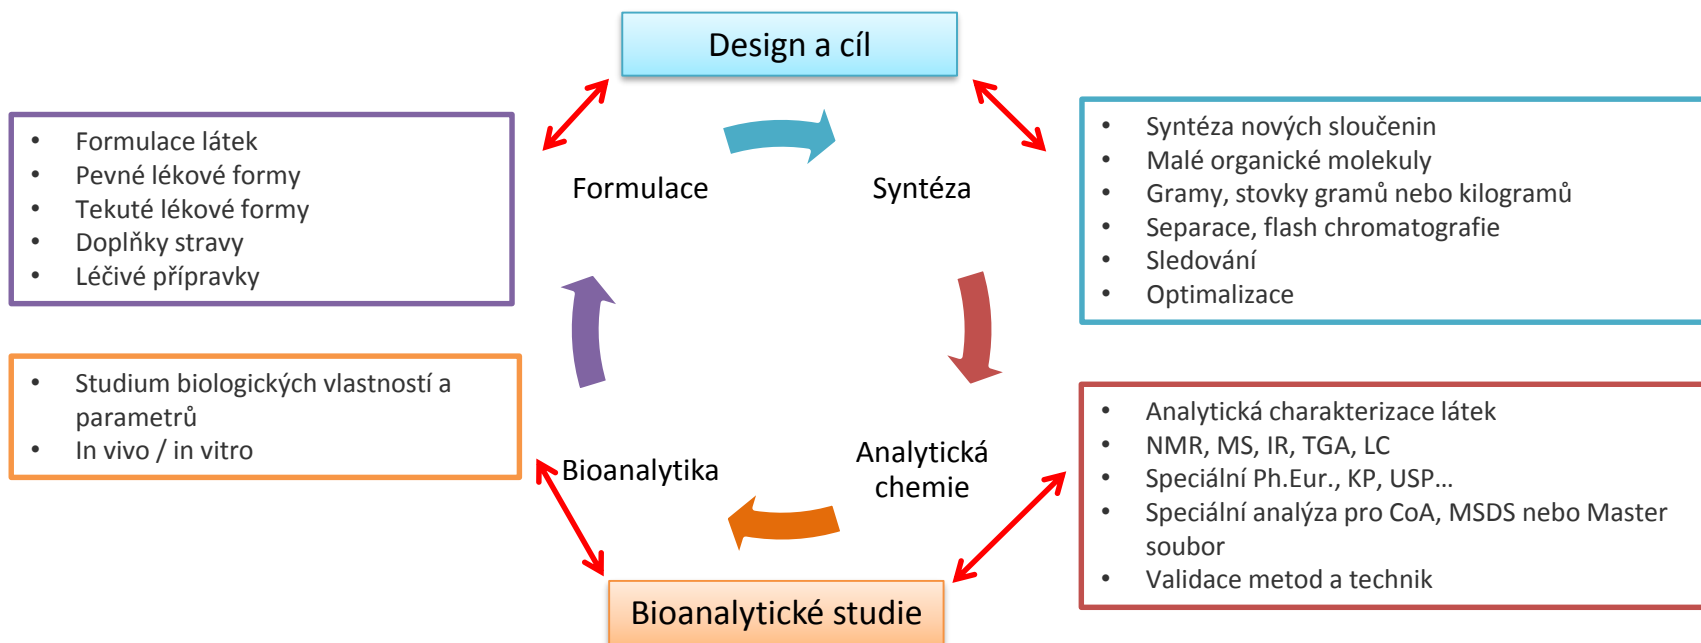 Design a cíl
• Formulace látek
• Pevné lékové formy
• Tekuté lékové formy
• Doplňky stravy
• Léčivé přípravky
Formulace
Syntéza
• Syntéza nových sloučenin
• Malé organické molekuly
• Gramy, stovky gramů nebo kilogramů
• Separace, flash chromatografie
• Sledování
• Optimalizace
• Studium biologických vlastností a
parametrů
• In vivo / in vitro
Bioanalytika
Analytická
chemie
• Analytická charakterizace látek
• NMR, MS, IR, TGA, LC
• Speciální Ph.Eur., KP, USP...
• Speciální analýza pro CoA, MSDS nebo Master
soubor
• Validace metod a technik
Bioanalytické studie